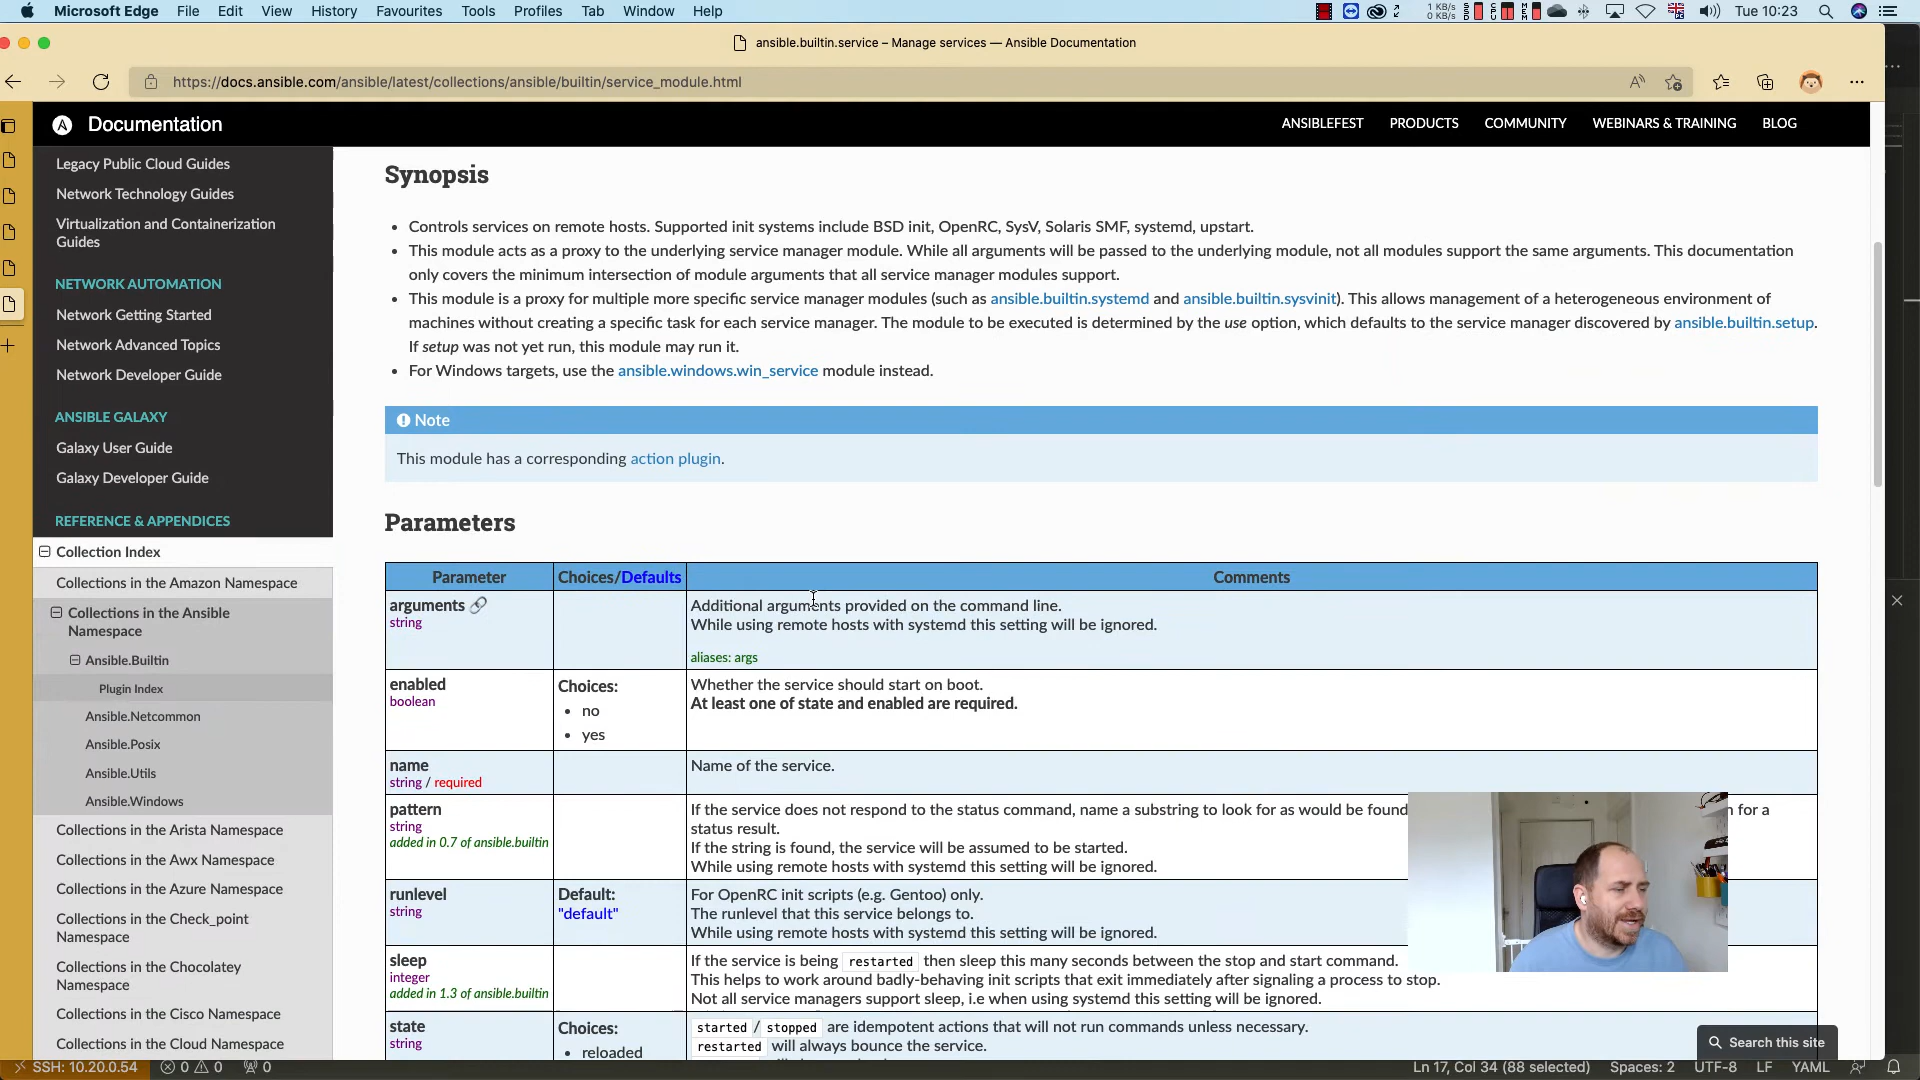 Microsoft Edge File Edit View History Favourites Tools Profiles Tab Window Help
1 KB/s
0 KB/s
Tue 10:23
ansible.builtin.service – Manage services — Ansible Documentation
https://docs.ansible.com/ansible/latest/collections/ansible/builtin/service_module.html
Documentation
ANSIBLEFEST PRODUCTS COMMUNITY WEBINARS & TRAINING BLOG
Legacy Public Cloud Guides
Network Technology Guides
Virtualization and Containerization
Guides
NETWORK AUTOMATION
Network Getting Started
Network Advanced Topics
Network Developer Guide
ANSIBLE GALAXY
Galaxy User Guide
Galaxy Developer Guide
REFERENCE & APPENDICES
Collection Index
Collections in the Amazon Namespace
Collections in the Ansible
Namespace
Ansible.Builtin
Plugin Index
Ansible.Netcommon
Ansible.Posix
Ansible.Utils
Ansible.Windows
Collections in the Arista Namespace
Collections in the Awx Namespace
Collections in the Azure Namespace
Collections in the Check_point
Namespace
Collections in the Chocolatey
Namespace
Collections in the Cisco Namespace
Collections in the Cloud Namespace
Synopsis
• Controls services on remote hosts. Supported init systems include BSD init, OpenRC, SysV, Solaris SMF, systemd, upstart.
• This module acts as a proxy to the underlying service manager module. While all arguments will be passed to the underlying module, not all modules support the same arguments. This documentation
only covers the minimum intersection of module arguments that all service manager modules support.
• This module is a proxy for multiple more specific service manager modules (such as ansible.builtin.systemd and ansible.builtin.sysvinit). This allows management of a heterogeneous environment of
machines without creating a specific task for each service manager. The module to be executed is determined by the use option, which defaults to the service manager discovered by ansible.builtin.setup.
If setup was not yet run, this module may run it.
• For Windows targets, use the ansible.windows.win_service module instead.
Note
This module has a corresponding action plugin.
Parameters
Parameter Choices/Defaults Comments
arguments
string
Additional arguments provided on the command line.
While using remote hosts with systemd this setting will be ignored.
aliases: args
enabled
boolean
Choices:
• no
• yes
Whether the service should start on boot.
At least one of state and enabled are required.
name
string / required
Name of the service.
pattern
string
added in 0.7 of ansible.builtin
If the service does not respond to the status command, name a substring to look for as would be found for a
status result.
If the string is found, the service will be assumed to be started.
While using remote hosts with systemd this setting will be ignored.
runlevel
string
Default:
"default"
For OpenRC init scripts (e.g. Gentoo) only.
The runlevel that this service belongs to.
While using remote hosts with systemd this setting will be ignored.
sleep
integer
added in 1.3 of ansible.builtin
If the service is being restarted then sleep this many seconds between the stop and start command.
This helps to work around badly-behaving init scripts that exit immediately after signaling a process to stop.
Not all service managers support sleep, i.e when using systemd this setting will be ignored.
state
string
Choices:
• reloaded
started / stopped are idempotent actions that will not run commands unless necessary.
restarted will always bounce the service.
Search this site
SSH: 10.20.0.54 0 0 0 Ln 17, Col 34 (88 selected) Spaces: 2 UTF-8 LF YAML